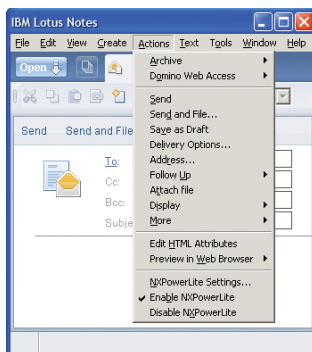 IBM Lotus Notes
File Edit View Create Actions Text Tools Window Help
Open
Archive
Domino Web Access
Send
Send and File...
Save as Draft
Delivery Options...
Address...
Follow Up
Attach file
Display
More
Edit HTML Attributes
Preview in Web Browser
NXPowerLite Settings...
Enable NXPowerLite
Disable NXPowerLite
Send Send and File
To:
Cc:
Bcc:
Subje